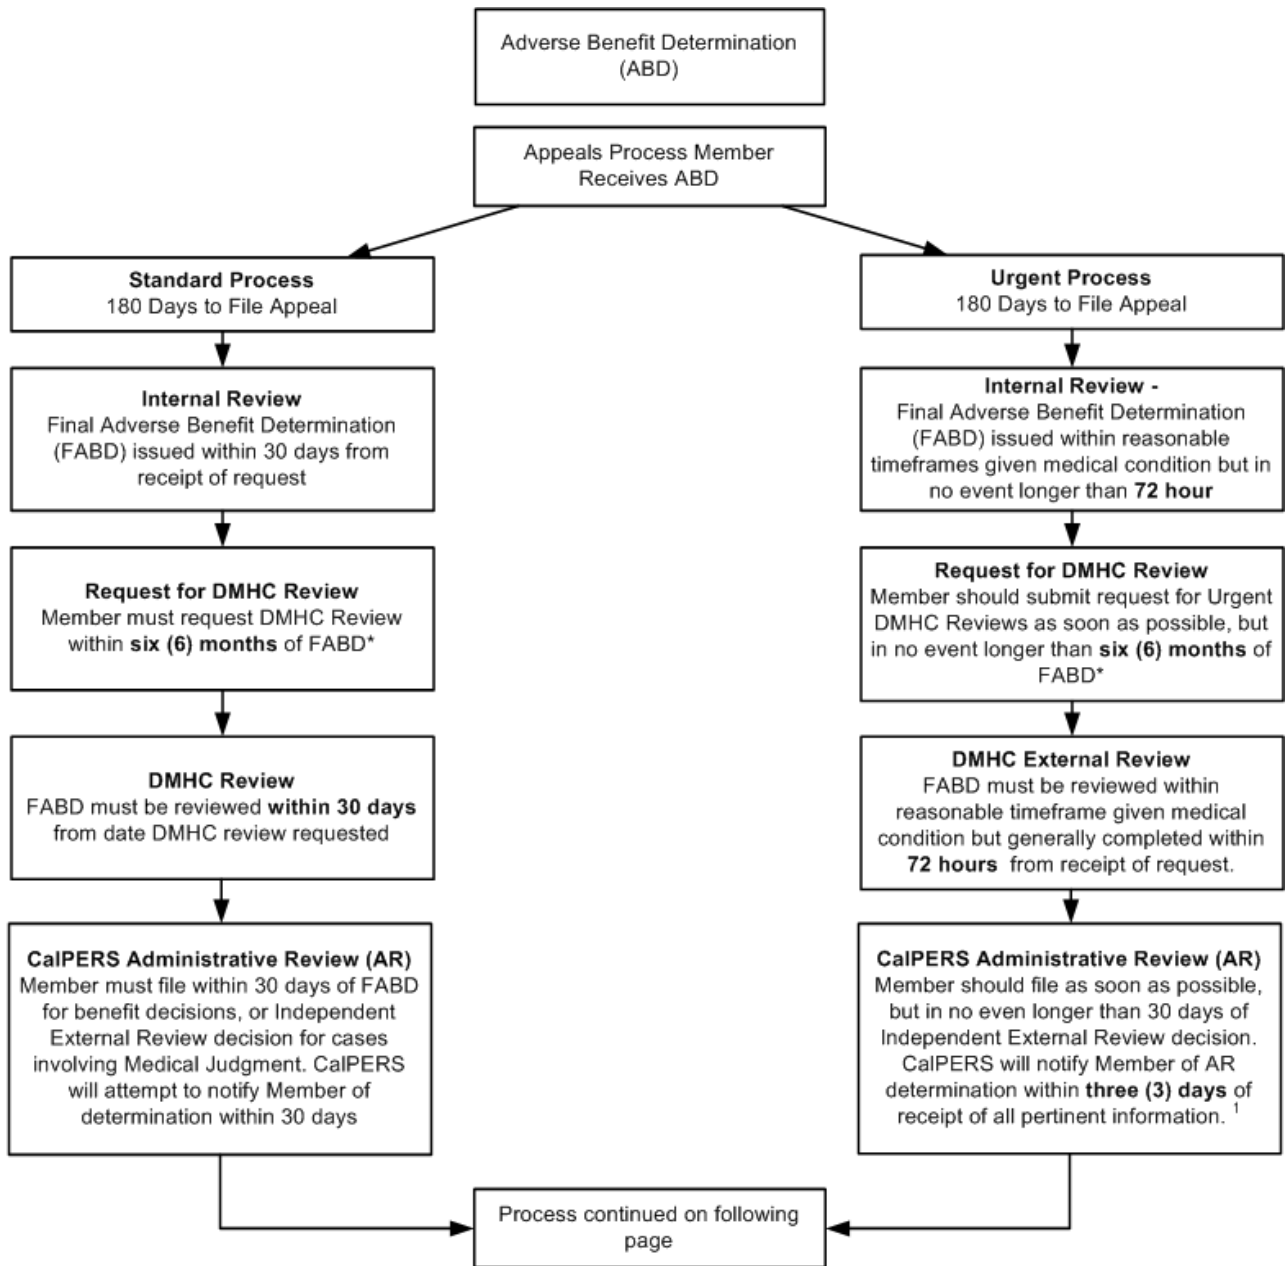 Adverse Benefit Determination
(ABD)
Appeals Process Member
Receives ABD
Standard Process
180 Days to File Appeal
Internal Review
Final Adverse Benefit Determination
(FABD) issued within 30 days from
receipt of request
Request for DMHC Review
Member must request DMHC Review
within six (6) months of FABD*
DMHC Review
FABD must be reviewed within 30 days
from date DMHC review requested
CalPERS Administrative Review (AR)
Member must file within 30 days of FABD
for benefit decisions, or Independent
External Review decision for cases
involving Medical Judgment. CalPERS
will attempt to notify Member of
determination within 30 days
Urgent Process
180 Days to File Appeal
Internal Review -
Final Adverse Benefit Determination
(FABD) issued within reasonable
timeframes given medical condition but in
no event longer than 72 hour
Request for DMHC Review
Member should submit request for Urgent
DMHC Reviews as soon as possible, but
in no event longer than six (6) months of
FABD*
DMHC External Review
FABD must be reviewed within
reasonable timeframe given medical
condition but generally completed within
72 hours from receipt of request.
CalPERS Administrative Review (AR)
Member should file as soon as possible,
but in no even longer than 30 days of
Independent External Review decision.
CalPERS will notify Member of AR
determination within three (3) days of
receipt of all pertinent information. 1
Process continued on following
page